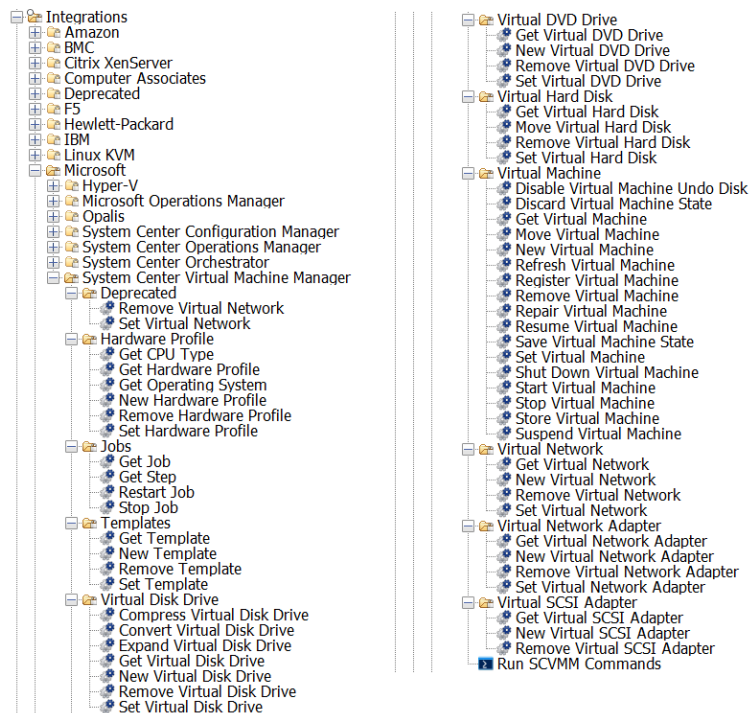 Integrations
Amazon
BMC
Citrix XenServer
Computer Associates
Deprecated
F5
Hewlett-Packard
IBM
Linux KVM
Microsoft
Hyper-V
Microsoft Operations Manager
Opalis
System Center Configuration Manager
System Center Operations Manager
System Center Orchestrator
System Center Virtual Machine Manager
Deprecated
Remove Virtual Network
Set Virtual Network
Hardware Profile
Get CPU Type
Get Hardware Profile
Get Operating System
New Hardware Profile
Remove Hardware Profile
Set Hardware Profile
Jobs
Get Job
Get Step
Restart Job
Stop Job
Templates
Get Template
New Template
Remove Template
Set Template
Virtual Disk Drive
Compress Virtual Disk Drive
Convert Virtual Disk Drive
Expand Virtual Disk Drive
Get Virtual Disk Drive
New Virtual Disk Drive
Remove Virtual Disk Drive
Set Virtual Disk Drive
Virtual DVD Drive
Get Virtual DVD Drive
New Virtual DVD Drive
Remove Virtual DVD Drive
Set Virtual DVD Drive
Virtual Hard Disk
Get Virtual Hard Disk
Move Virtual Hard Disk
Remove Virtual Hard Disk
Set Virtual Hard Disk
Virtual Machine
Disable Virtual Machine Undo Disk
Discard Virtual Machine State
Get Virtual Machine
Move Virtual Machine
New Virtual Machine
Refresh Virtual Machine
Register Virtual Machine
Remove Virtual Machine
Repair Virtual Machine
Resume Virtual Machine
Save Virtual Machine State
Set Virtual Machine
Shut Down Virtual Machine
Start Virtual Machine
Stop Virtual Machine
Store Virtual Machine
Suspend Virtual Machine
Virtual Network
Get Virtual Network
New Virtual Network
Remove Virtual Network
Set Virtual Network
Virtual Network Adapter
Get Virtual Network Adapter
New Virtual Network Adapter
Remove Virtual Network Adapter
Set Virtual Network Adapter
Virtual SCSI Adapter
Get Virtual SCSI Adapter
New Virtual SCSI Adapter
Remove Virtual SCSI Adapter
Run SCVMM Commands